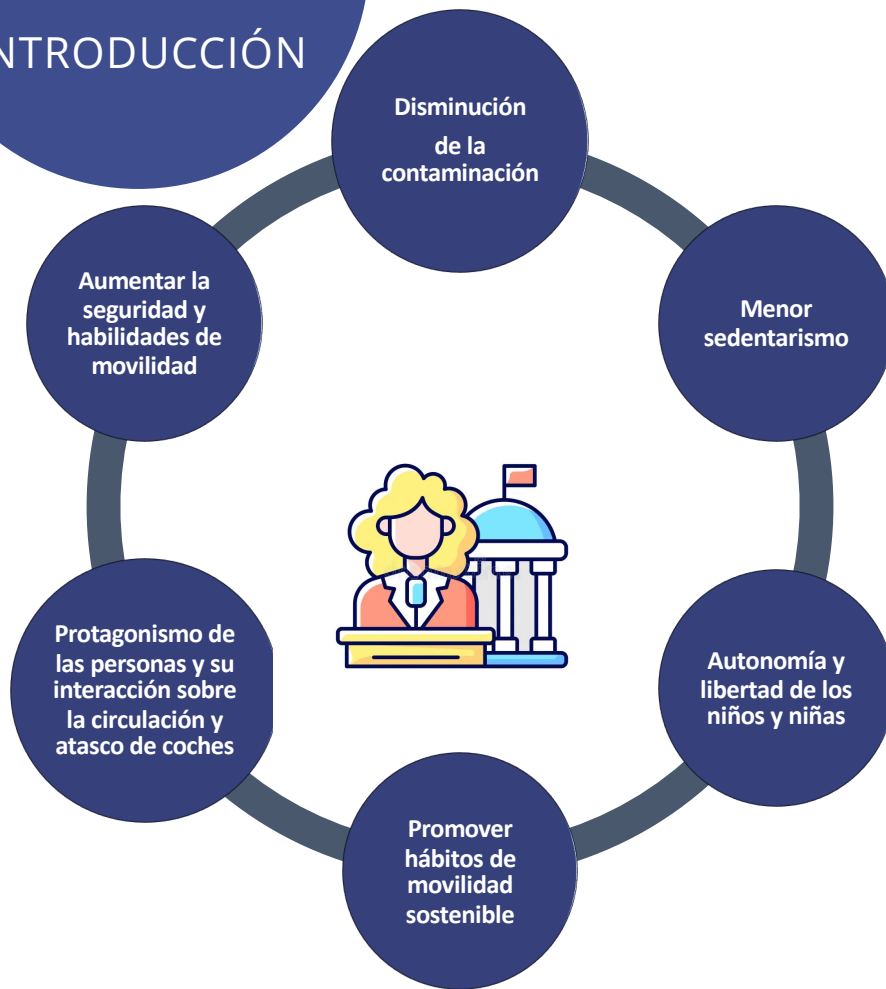 NTRODUCCIÓN
Disminución
de la
contaminación
Menor
sedentarismo
Autonomía y
libertad de los
niños y niñas
Promover
hábitos de
movilidad
sostenible
Protagonismo de
las personas y su
interacción sobre
la circulación y
atasco de coches
Aumentar la
seguridad y
habilidades de
movilidad